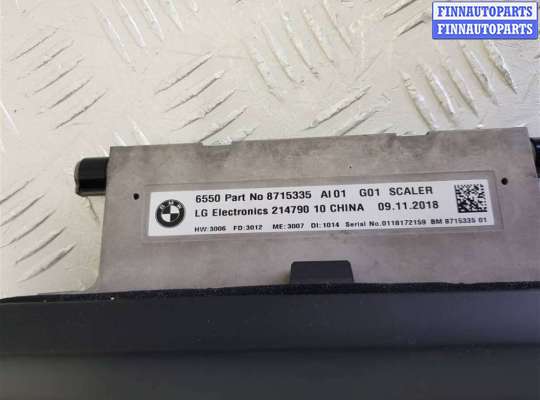 FINNAUTOPARTS
FINNAUTOPARTS
6550 Part No 8715335 AI 01 G01 SCALER
LG Electronics 214790 10 CHINA 09.11.2018
HW:3006 FD:3012 ME:3007 DI:1014 Serial No.0118172159 BM 8715335 01